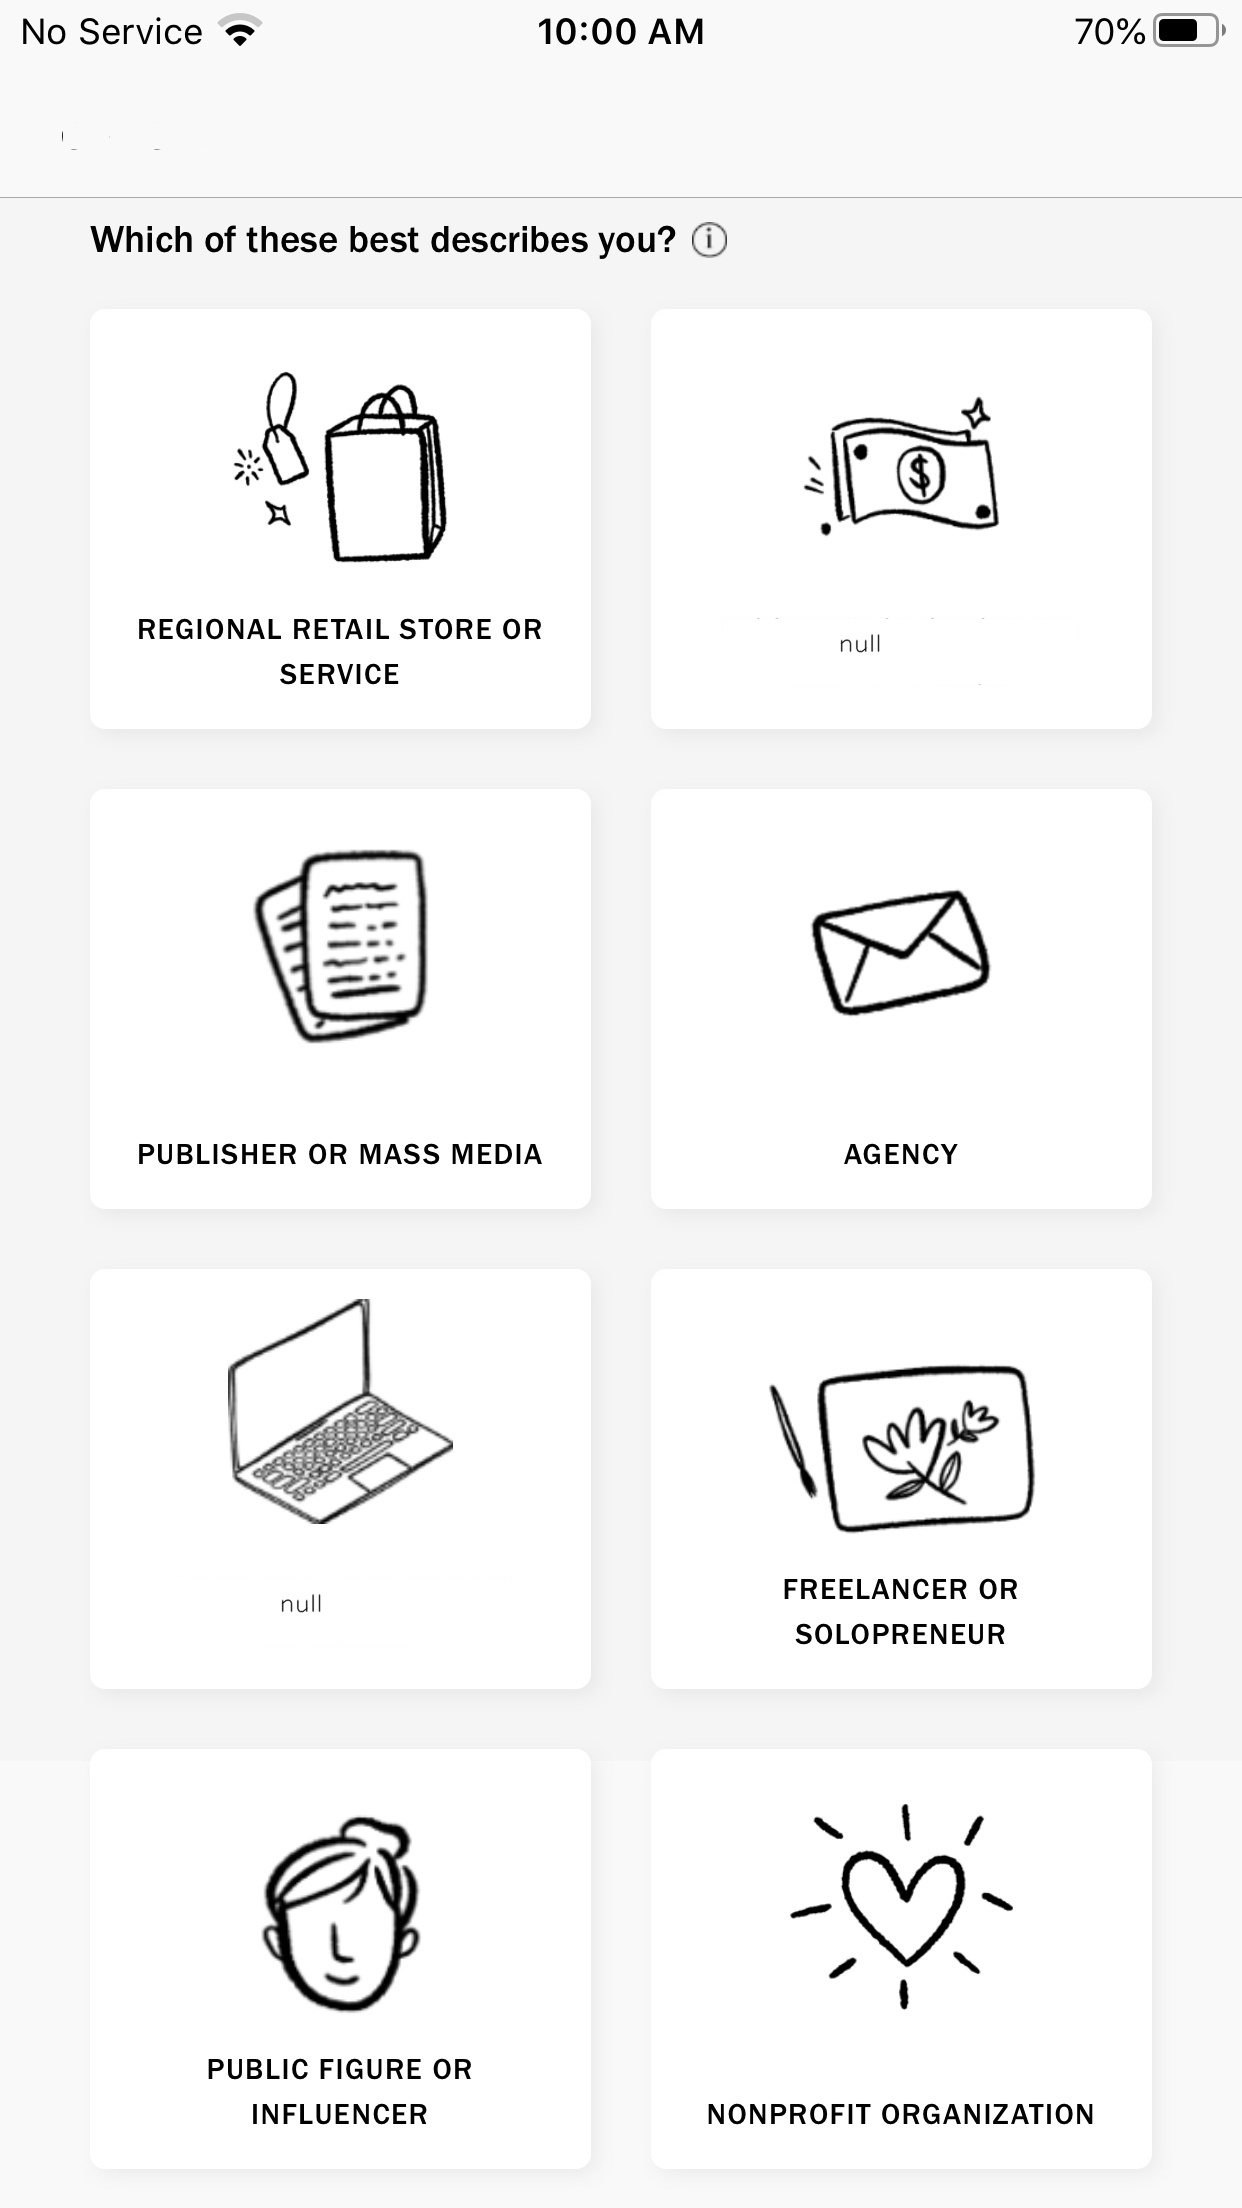 No Service
10:00 AM
70%
Which of these best describes you?
REGIONAL RETAIL STORE OR
SERVICE
null
PUBLISHER OR MASS MEDIA
AGENCY
null
FREELANCER OR
SOLOPRENEUR
PUBLIC FIGURE OR
INFLUENCER
NONPROFIT ORGANIZATION